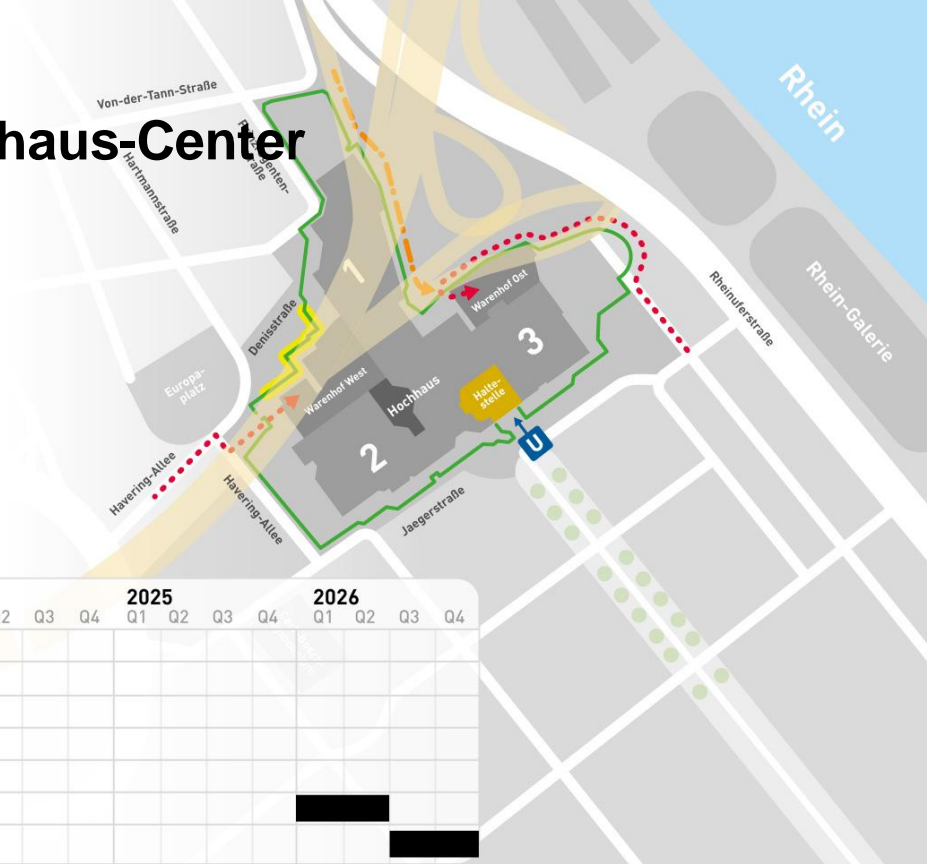 haus-Center
Von-der-Tann-Straße
Hartmannstraße
Rhein
Rhein-Galerie
Rheinuferstraße
1
Denisstraße
Warenhof Ost
3
Europa-
platz
Warenhof West
Hochhaus
Halte-
stelle
2
U
Havering-Allee
Havering-Allee
Jaegerstraße
2025
2026
Q3 Q4 Q1 Q2 Q3 Q4 Q1 Q2 Q3 Q4